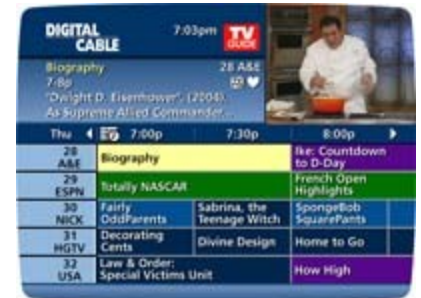 DIGITAL
CABLE
7:03pm
TV
GUIDE
Biography
28 A&E
7-8p
"Dwight D. Eisenhower". (2004).
As Supreme Allied Commander...
Thu 7:00p 7:30p 8:00p
28
A&E
Biography
Ike: Countdown
to D-Day
29
ESPN
Totally NASCAR
French Open
Highlights
30
NICK
Fairly
OddParents
Sabrina, the
Teenage Witch
SpongeBob
SquarePants
31
HGTV
Decorating
Cents
Divine Design
Home to Go
32
USA
Law & Order:
Special Victims Unit
How High